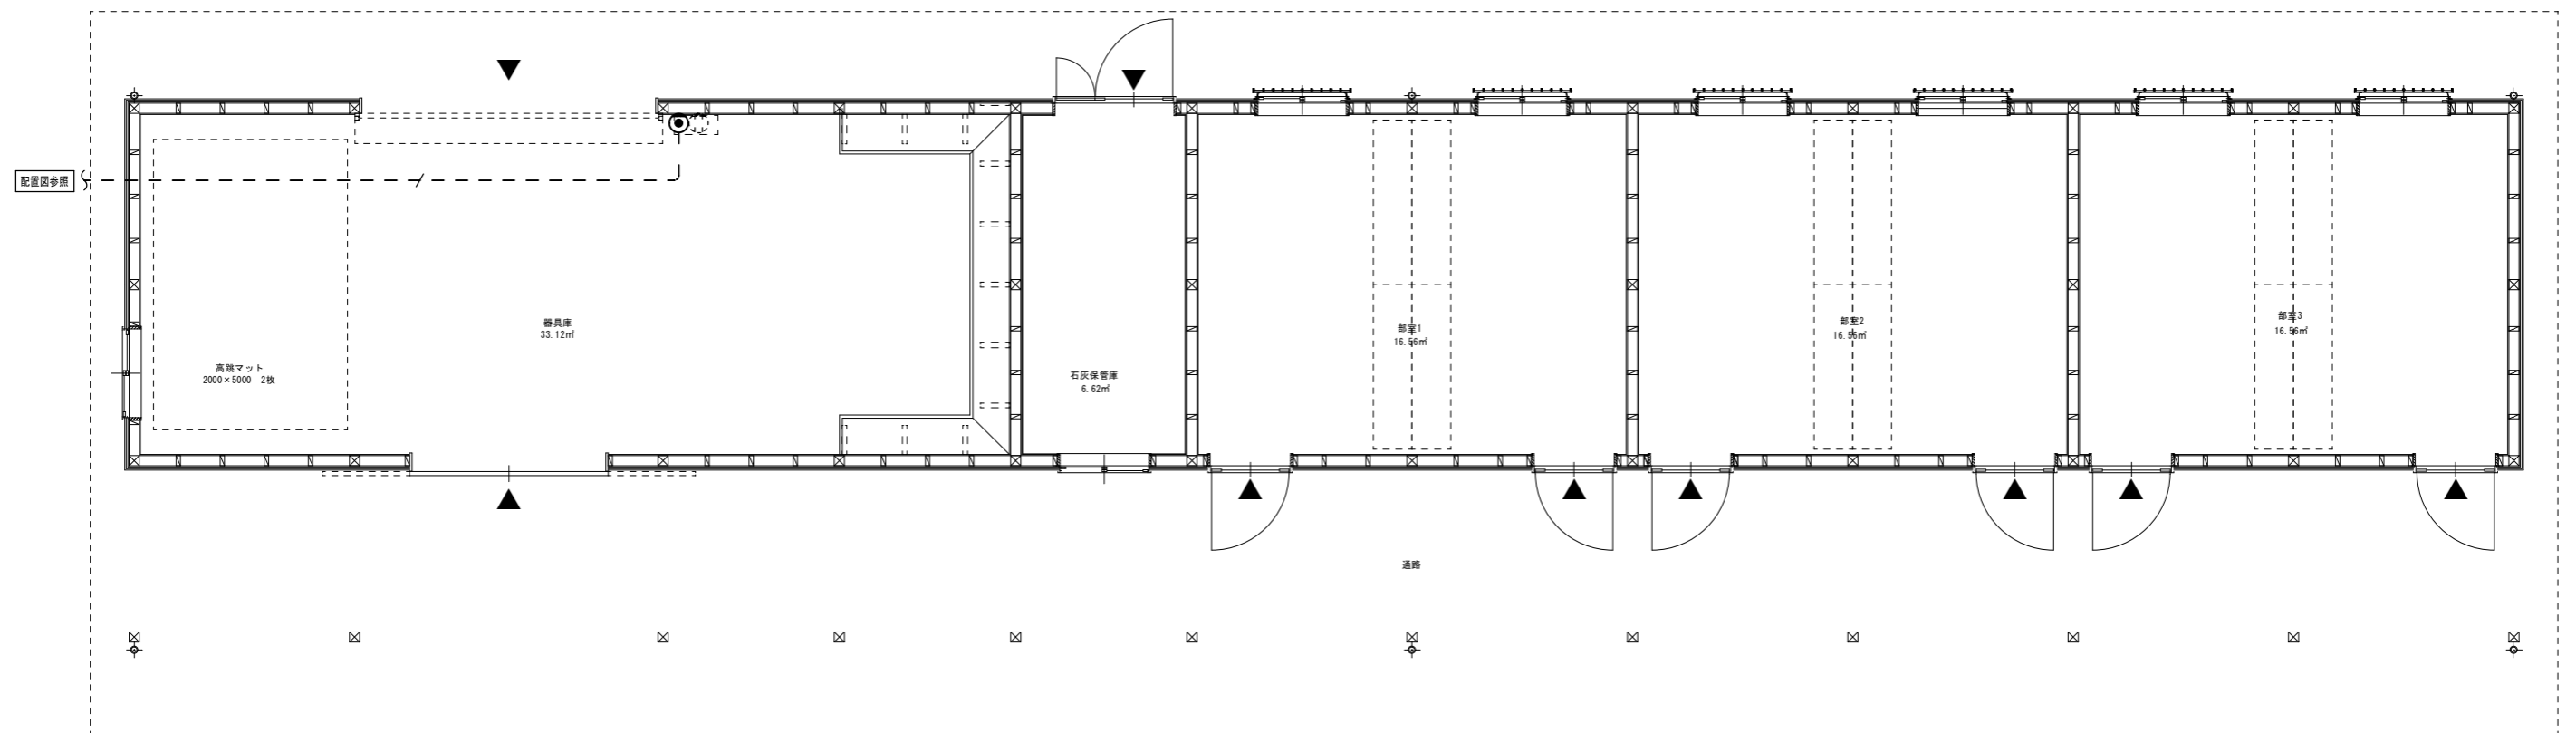 配置図参照
器具庫
33.12㎡
高跳マット
2000×5000 2枚
石灰保管庫
6.62㎡
部室1
16.56㎡
部室2
16.56㎡
部室3
16.56㎡
通路